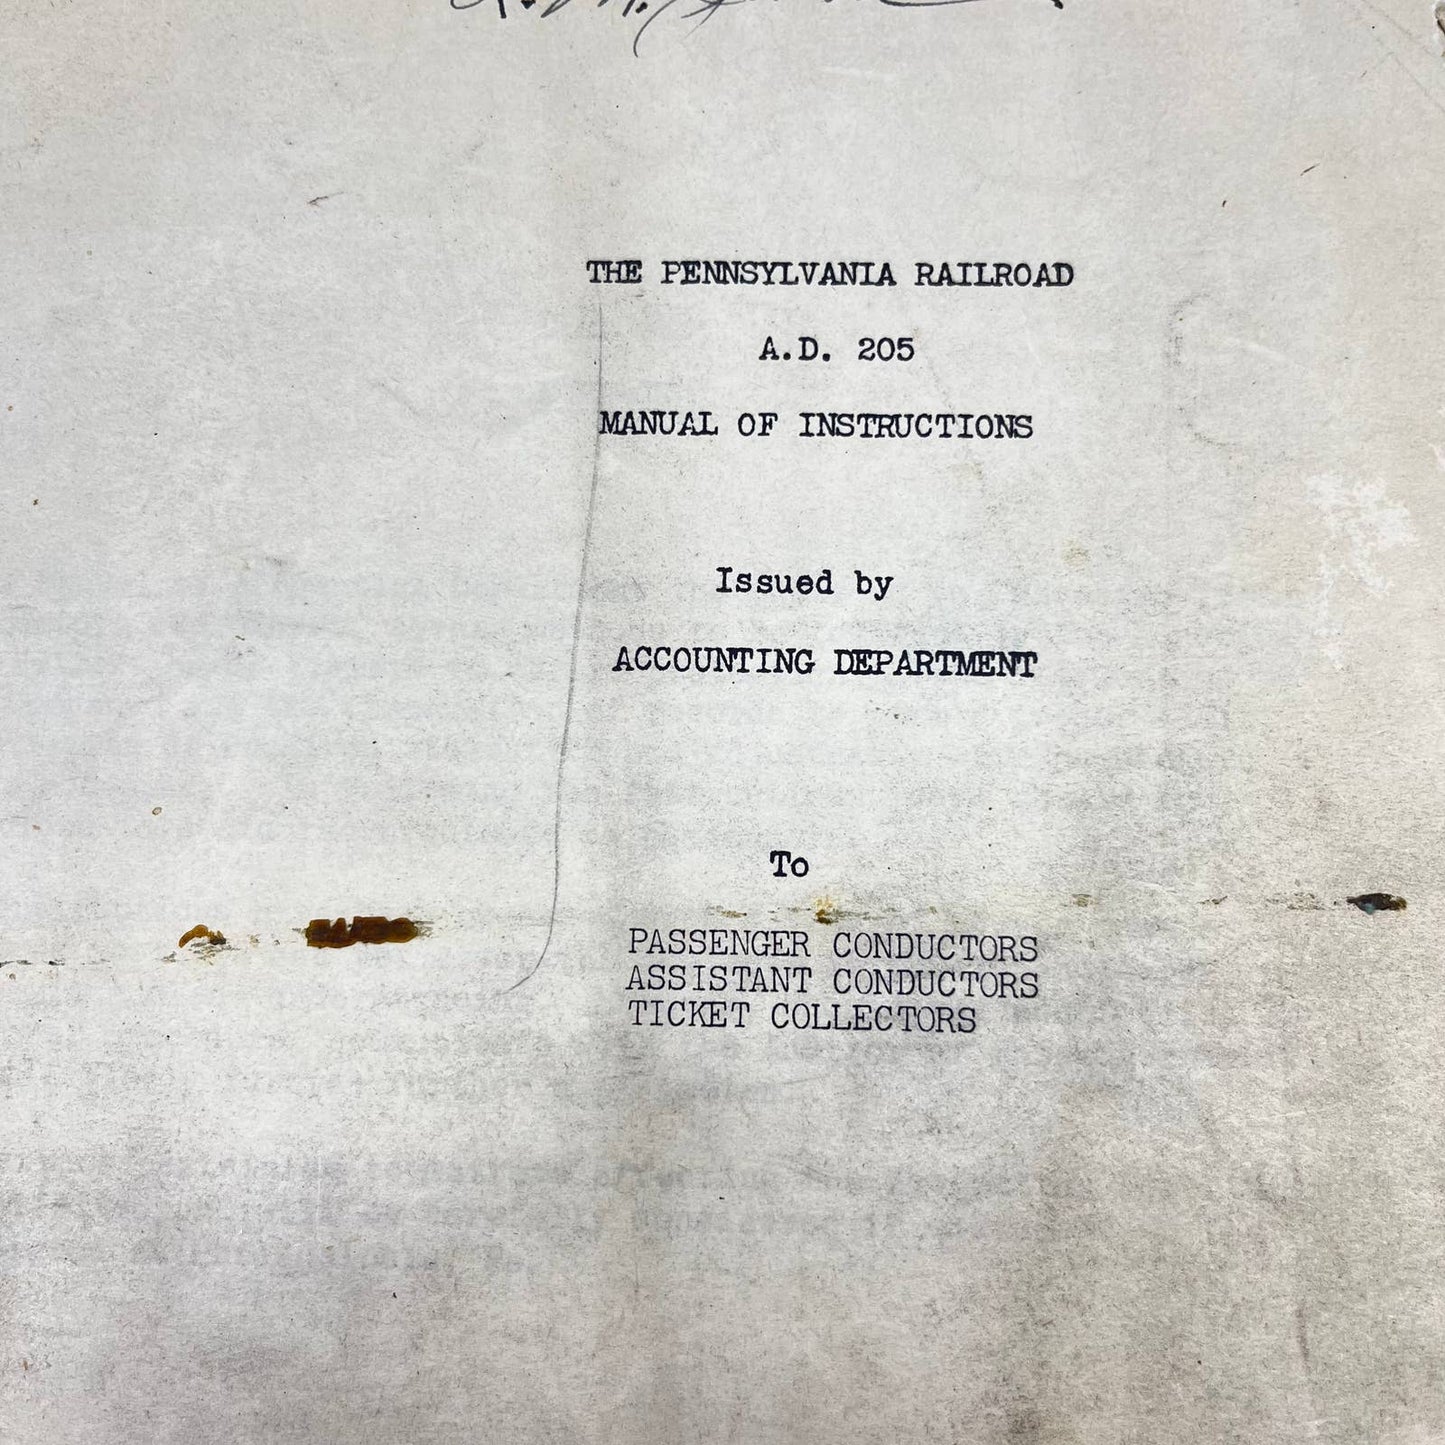 THE PENNSYLVANIA RAILROAD
A.D. 205
MANUAL OF INSTRUCTIONS
Issued by
ACCOUNTING DEPARTMENT
To
PASSENGER CONDUCTORS
ASSISTANT CONDUCTORS
TICKET COLLECTORS